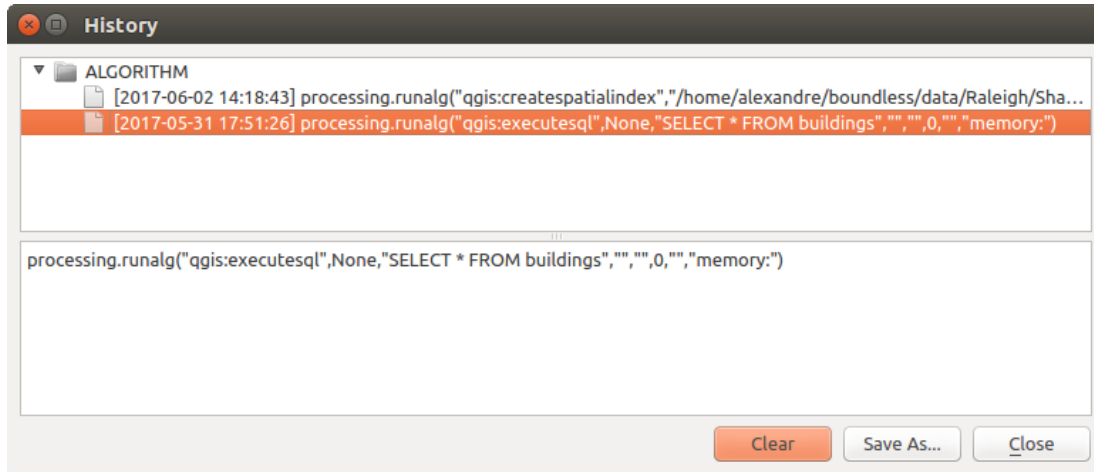 History
ALGORITHM
[2017-06-02 14:18:43] processing.runalg("qgis:createspatialindex","/home/alexandre/boundless/data/Raleigh/Sha...
[2017-05-31 17:51:26] processing.runalg("qgis:executesql",None,"SELECT * FROM buildings","","",0,"","memory:")
processing.runalg("qgis:executesql",None,"SELECT * FROM buildings","","",0,"","memory:")
Clear Save As... Close